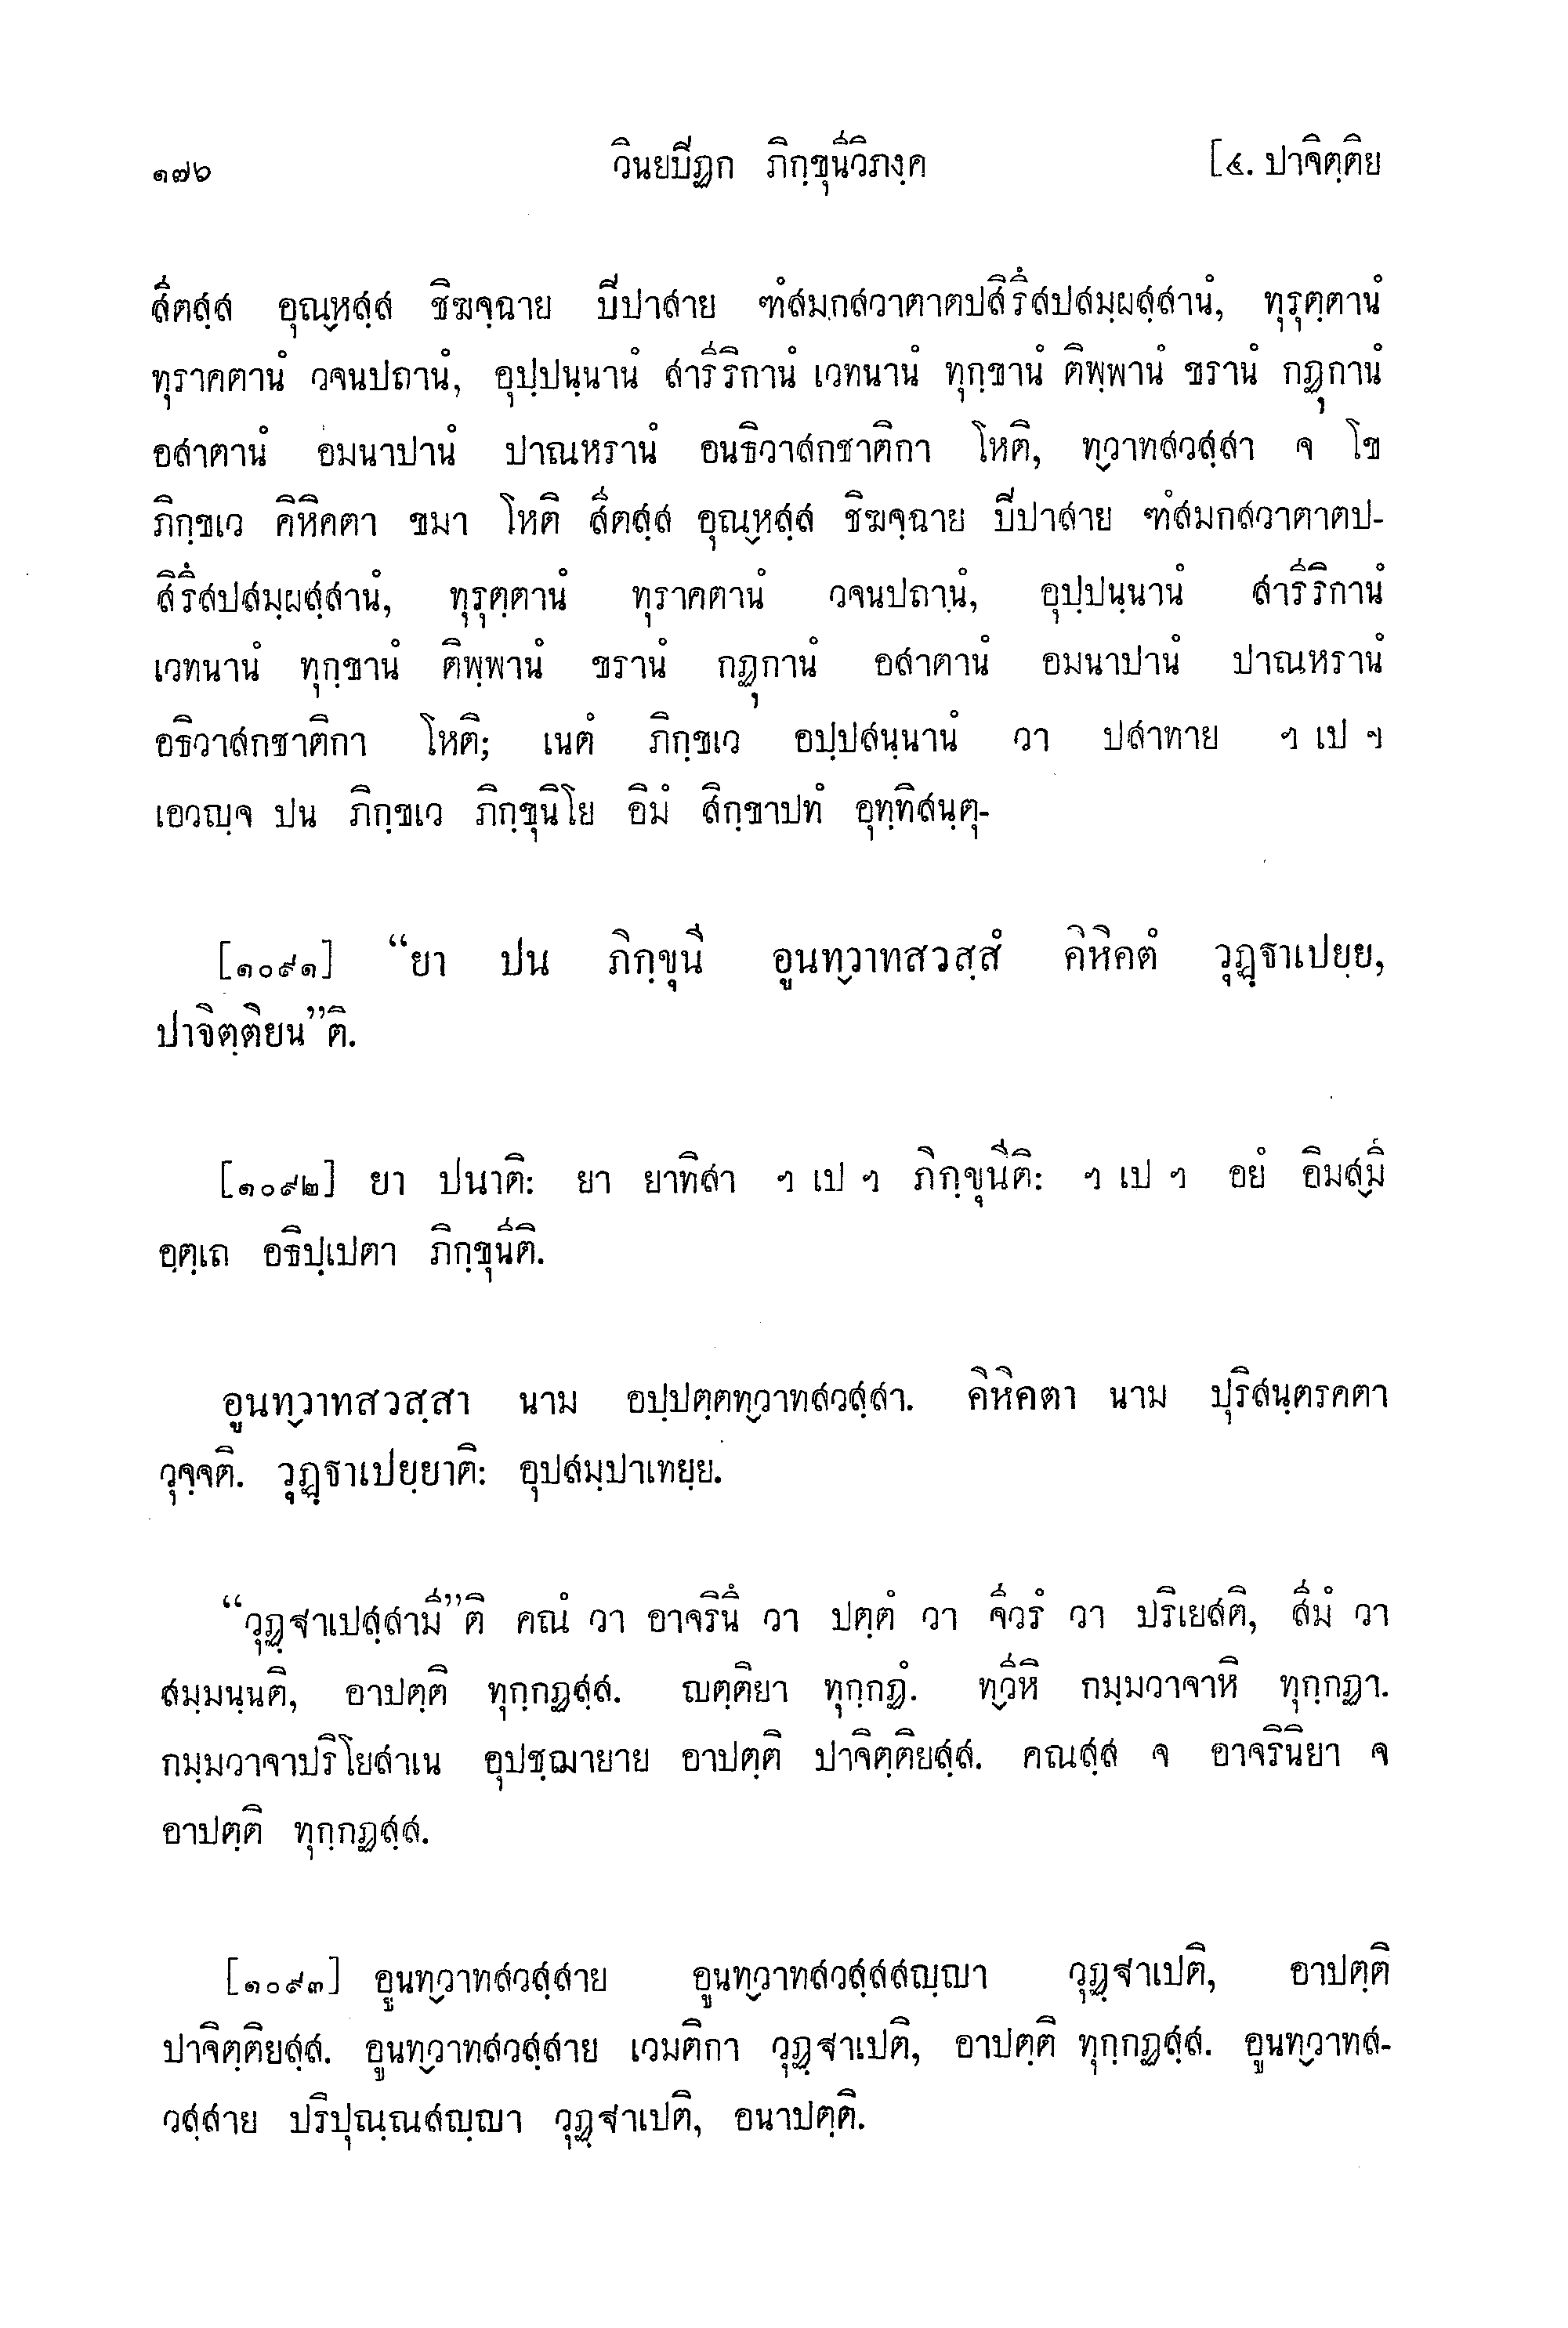 ๑๗๖ วินยปีฏก ภิกฺขุนีวิภงฺค [๔. ปาจิตฺติย
สีตสฺส อุณฺหสฺส ชิฆจฺฉาย ปีปาสาย ฑํสมกสวาตาตปสิรึสปสมฺผสฺสานํ, ทุรุตฺตานํ
ทุราคตานํ วจนปถานํ, อุปฺปนฺนานํ สารีริกานํ เวทนานํ ทุกฺขานํ ติพฺพานํ ขรานํ กฏุกานํ
อสาตานํ อมนาปานํ ปาณหรานํ อนธิวาสกชาติกา โหติ, ทฺวาทสวสฺสา จ โข
ภิกฺขเว คิหิคตา ขมา โหติ สีตสฺส อุณฺหสฺส ชิฆจฺฉาย ปีปาสาย ฑํสมกสวาตาตป-
สิรึสปสมฺผสฺสานํ, ทุรุตฺตานํ ทุราคตานํ วจนปถานํ, อุปฺปนฺนานํ สารีริกานํ
เวทนานํ ทุกฺขานํ ติพฺพานํ ขรานํ กฏุกานํ อสาตานํ อมนาปานํ ปาณหรานํ
อธิวาสกชาติกา โหติ; เนตํ ภิกฺขเว อปฺปสนฺนานํ วา ปสาทาย ฯ เป ฯ
เอวญฺจ ปน ภิกฺขเว ภิกฺขุนิโย อิมํ สิกฺขาปทํ อุทฺทิสนฺตุ-
[๑๐๙๑] “ยา ปน ภิกฺขุนี อูนทฺวาทสวสฺสํ คิหิคตํ วุฏฺฐาเปยฺย,
ปาจิตฺติยน”ติ.
[๑๐๙๒] ยา ปนาติ: ยา ยาทิสา ฯ เป ฯ ภิกฺขุนีติ: ฯ เป ฯ อยํ อิมสฺมึ
อตฺเถ อธิปฺเปตา ภิกฺขุนีติ.
อูนทฺวาทสวสฺสา นาม อปฺปตฺตทฺวาทสวสฺสา. คิหิคตา นาม ปุริสนฺตรคตา
วุจฺจติ. วุฏฺฐาเปยฺยาติ: อุปสมฺปาเทยฺย.
“วุฏฺฐาเปสฺสามี”ติ คณํ วา อาจรินึ วา ปตฺตํ วา จีวรํ วา ปริเยสติ, สีมํ วา
สมฺมนฺนติ, อาปตฺติ ทุกฺกฏสฺส. ญตฺติยา ทุกฺกฏํ. ทฺวีหิ กมฺมวาจาหิ ทุกฺกฏา.
กมฺมวาจาปริโยสาเน อุปชฺฌายาย อาปตฺติ ปาจิตฺติยสฺส. คณสฺส จ อาจรินิยา จ
อาปตฺติ ทุกฺกฏสฺส.
[๑๐๙๓] อูนทฺวาทสวสฺสาย อูนทฺวาทสวสฺสสญฺญา วุฏฺฐาเปติ, อาปตฺติ
ปาจิตฺติยสฺส. อูนทฺวาทสวสฺสาย เวมติกา วุฏฺฐาเปติ, อาปตฺติ ทุกฺกฏสฺส. อูนทฺวาทส-
วสฺสาย ปริปุณฺณสญฺญา วุฏฺฐาเปติ, อนาปตฺติ.